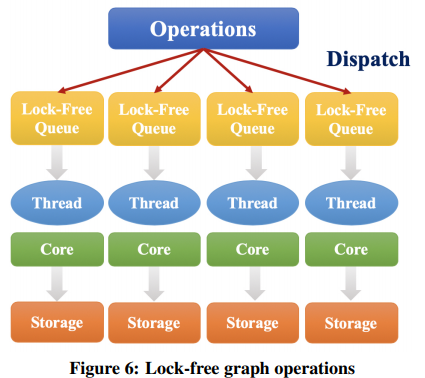 Operations
Dispatch
Lock-Free Queue
Lock-Free Queue
Lock-Free Queue
Lock-Free Queue
Thread Thread Thread Thread
Core Core Core Core
Storage Storage Storage Storage
Figure 6: Lock-free graph operations